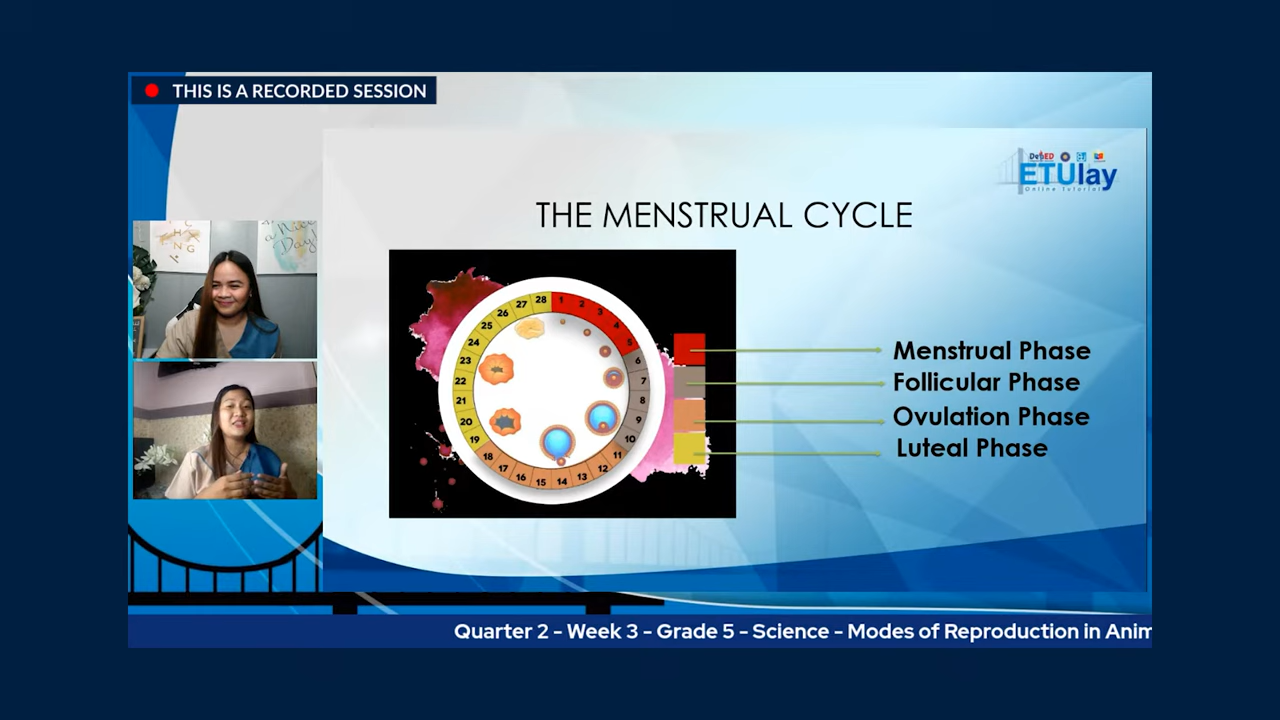 THIS IS A RECORDED SESSION
DepED
ETUlay
Online Tutorial
THE MENSTRUAL CYCLE
C
H
N G
a Nice
Day!
1
2
3
4
5
6
7
8
9
10
11
12
13
14
15
16
17
18
19
20
21
22
23
24
25
26
27
28
Menstrual Phase
Follicular Phase
Ovulation Phase
Luteal Phase
Quarter 2 - Week 3 - Grade 5 - Science - Modes of Reproduction in Anim